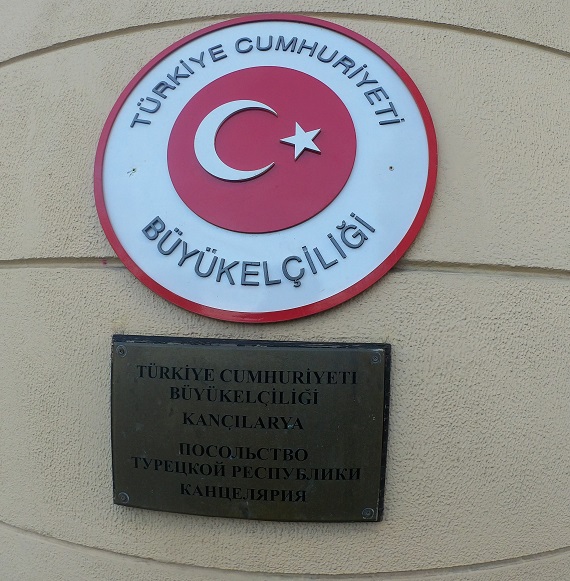 TÜRKİYE CUMHURİYETİ
BÜYÜKELÇİLİĞİ
TÜRKİYE CUMHURİYETI
BÜYÜKELÇİLİĞİ
KANÇILARYA
ПОСОЛЬСТВО
ТУРЕЦКОЙ РЕСПУБЛИКИ
КАНЦЕЛЯРИЯ